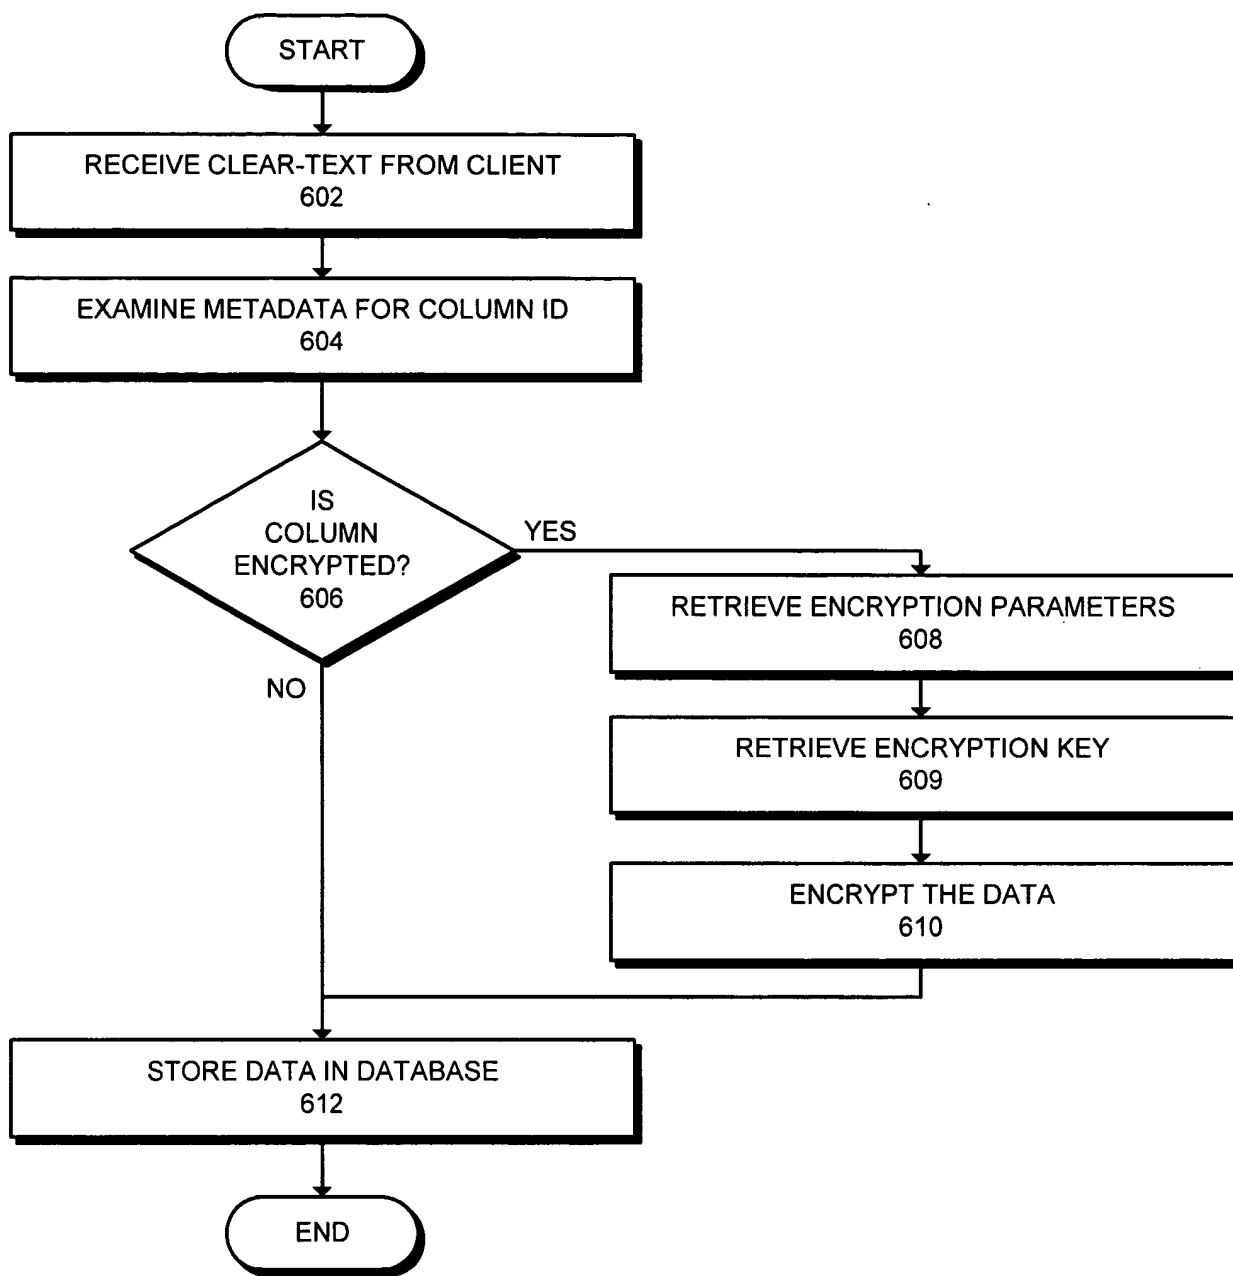 START
RECEIVE CLEAR-TEXT FROM CLIENT
602
EXAMINE METADATA FOR COLUMN ID
604
IS
COLUMN
ENCRYPTED?
606
YES
NO
RETRIEVE ENCRYPTION PARAMETERS
608
RETRIEVE ENCRYPTION KEY
609
ENCRYPT THE DATA
610
STORE DATA IN DATABASE
612
END